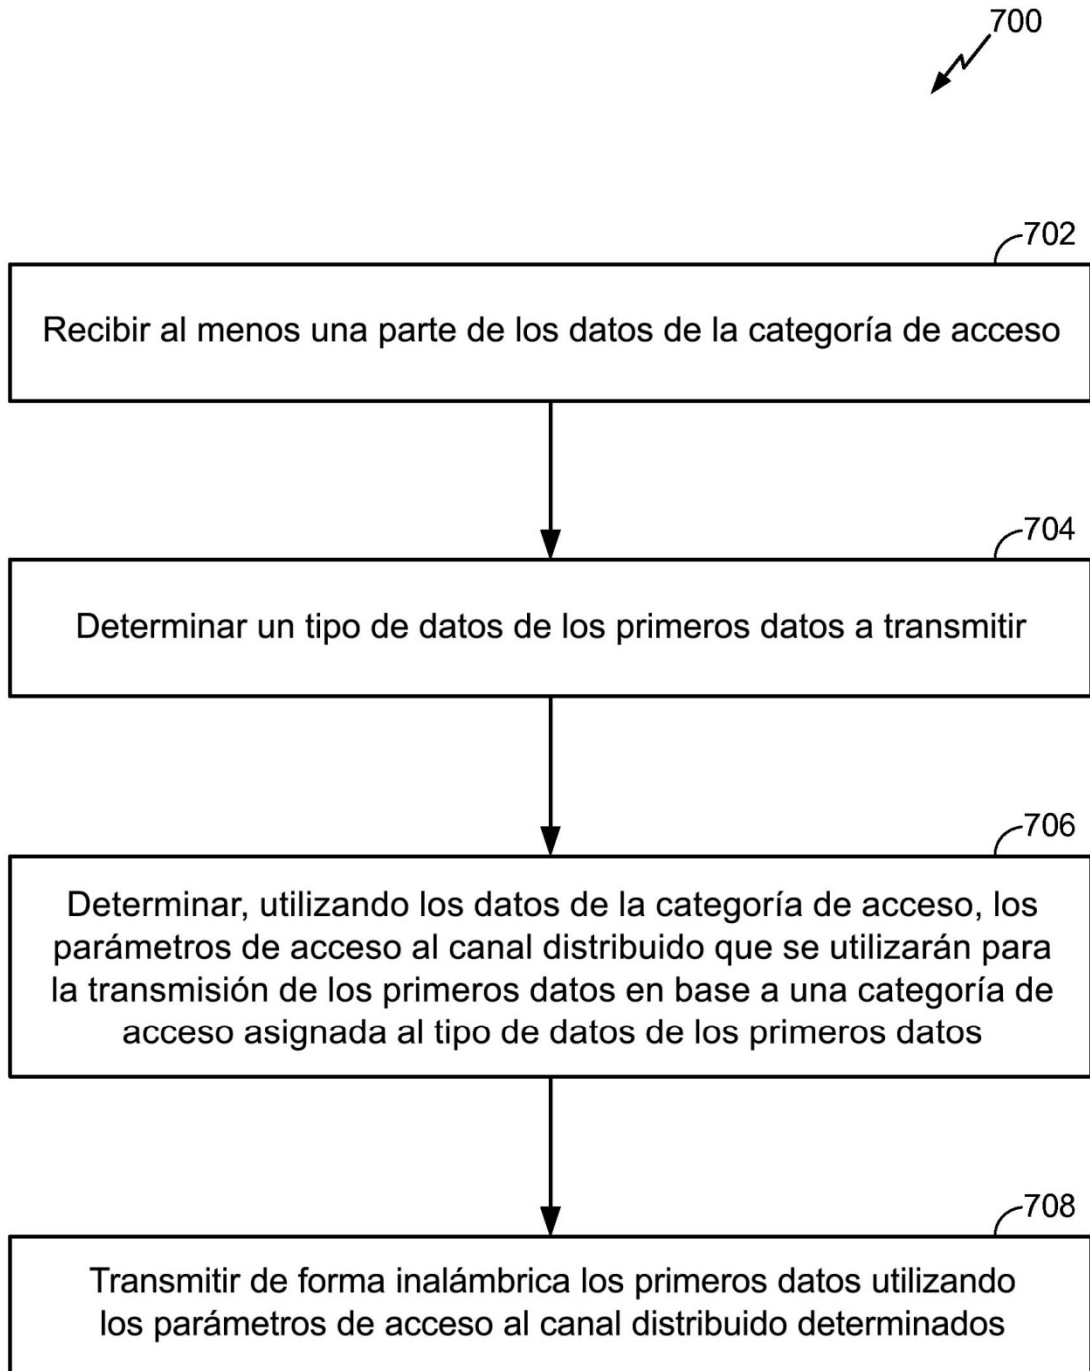 700
702
Recibir al menos una parte de los datos de la categoría de acceso
704
Determinar un tipo de datos de los primeros datos a transmitir
706
Determinar, utilizando los datos de la categoría de acceso, los
parámetros de acceso al canal distribuido que se utilizarán para
la transmisión de los primeros datos en base a una categoría de
acceso asignada al tipo de datos de los primeros datos
708
Transmitir de forma inalámbrica los primeros datos utilizando
los parámetros de acceso al canal distribuido determinados